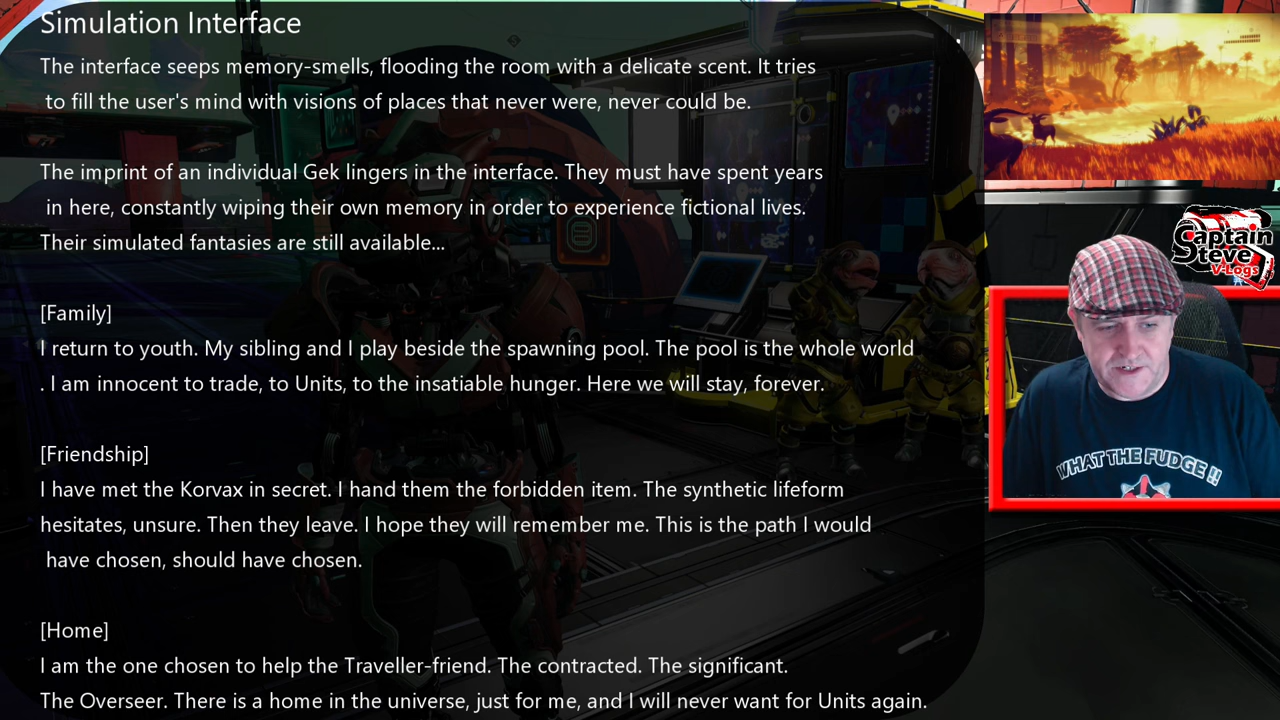 Simulation Interface
The interface seeps memory-smells, flooding the room with a delicate scent. It tries
to fill the user's mind with visions of places that never were, never could be.
The imprint of an individual Gek lingers in the interface. They must have spent years
in here, constantly wiping their own memory in order to experience fictional lives.
Their simulated fantasies are still available...
[Family]
I return to youth. My sibling and I play beside the spawning pool. The pool is the whole world
. I am innocent to trade, to Units, to the insatiable hunger. Here we will stay, forever.
[Friendship]
I have met the Korvax in secret. I hand them the forbidden item. The synthetic lifeform
hesitates, unsure. Then they leave. I hope they will remember me. This is the path I would
have chosen, should have chosen.
[Home]
I am the one chosen to help the Traveller-friend. The contracted. The significant.
The Overseer. There is a home in the universe, just for me, and I will never want for Units again.
Captain
Steve
V-Logs
WHAT THE FUDGE !!